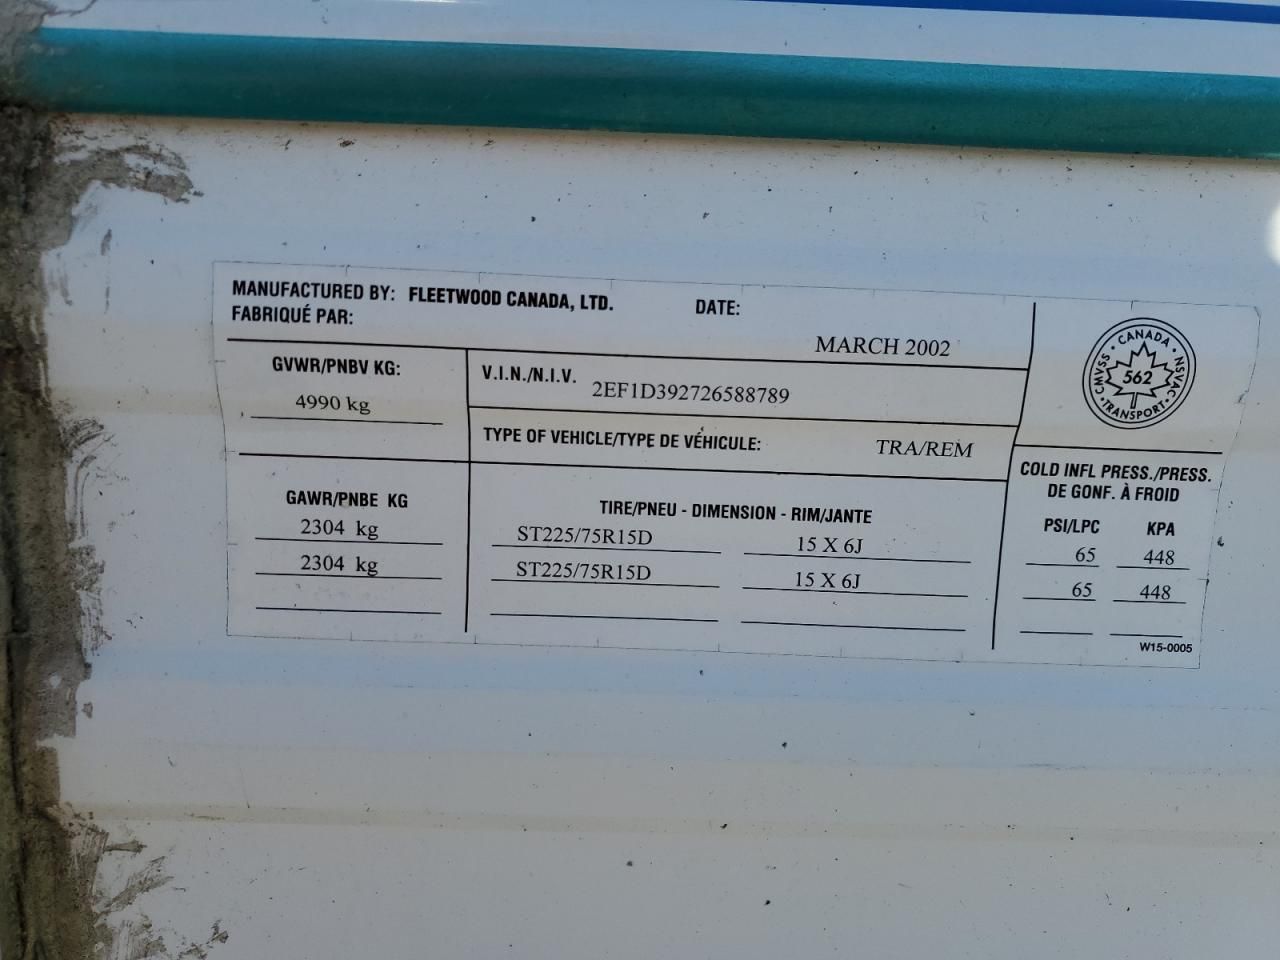 MANUFACTURED BY: FLEETWOOD CANADA, LTD. DATE:
FABRIQUÉ PAR:
MARCH 2002
GVWR/PNBV KG:
4990 kg
V.I.N./N.I.V. 2EF1D392726588789
TYPE OF VEHICLE/TYPE DE VÉHICULE: TRA/REM
CANADA
CMVSS 562 NSVAC
TRANSPORT
GAWR/PNBE KG
2304 kg
2304 kg
TIRE/PNEU - DIMENSION - RIM/JANTE
ST225/75R15D 15 X 6J
ST225/75R15D 15 X 6J
COLD INFL PRESS./PRESS.
DE GONF. À FROID
PSI/LPC KPA
65 448
65 448
W15-0005